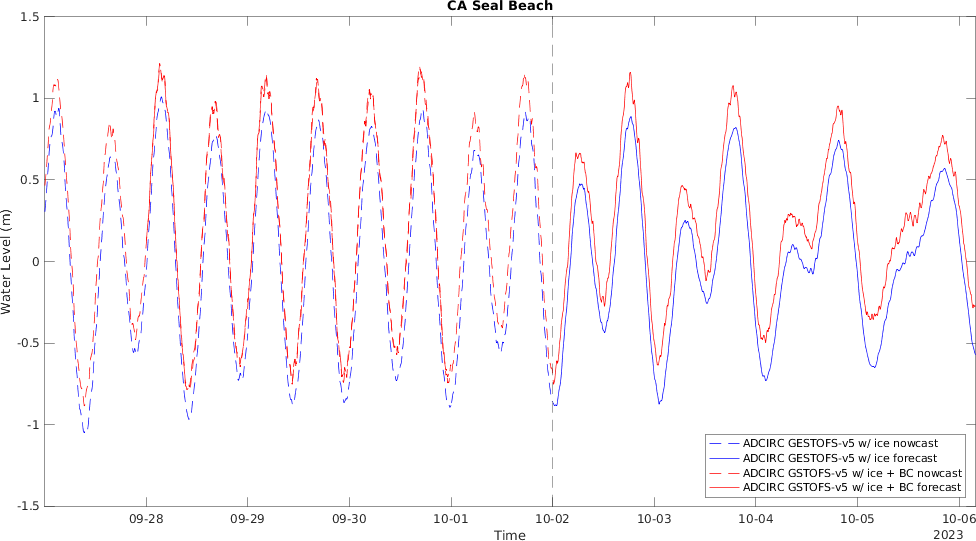 CA Seal Beach
1.5
1
0.5
0
-0.5
-1
-1.5
Water Level (m)
ADCIRC GESTOFS-v5 w/ ice nowcast
ADCIRC GESTOFS-v5 w/ ice forecast
ADCIRC GSTOFS-v5 w/ ice + BC nowcast
ADCIRC GSTOFS-v5 w/ ice + BC forecast
09-28 09-29 09-30 10-01 10-02 10-03 10-04 10-05 10-06
Time 2023